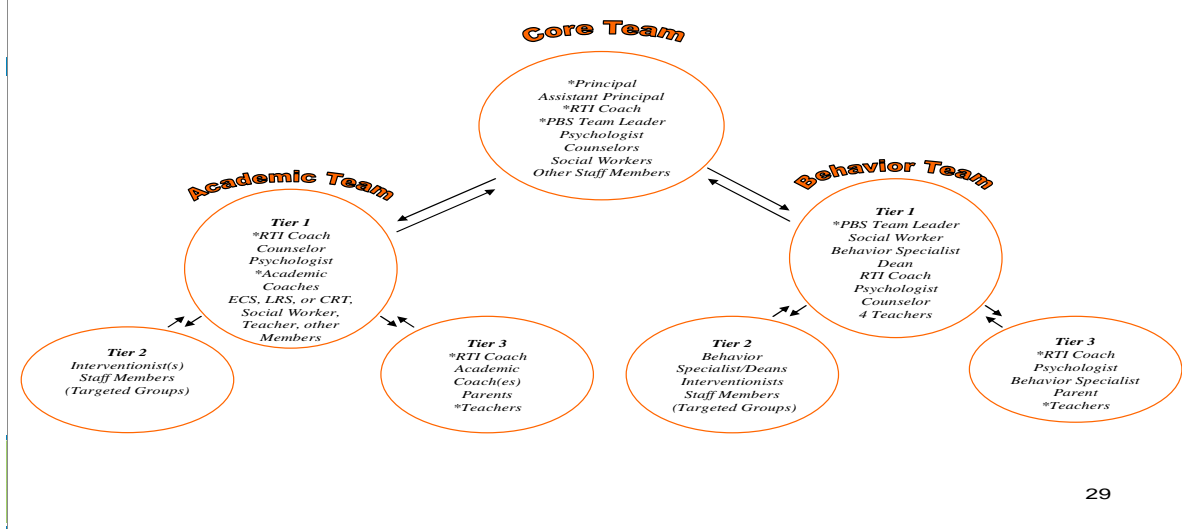 Core Team
*Principal
Assistant Principal
*RTI Coach
*PBS Team Leader
Psychologist
Counselors
Social Workers
Other Staff Members
Academic Team
Tier 1
*RTI Coach
Counselor
Psychologist
*Academic
Coaches
ECS, LRS, or CRT,
Social Worker,
Teacher, other
Members
Behavior Team
Tier 1
*PBS Team Leader
Social Worker
Behavior Specialist
Dean
RTI Coach
Psychologist
Counselor
4 Teachers
Tier 2
Interventionist(s)
Staff Members
(Targeted Groups)
Tier 3
*RTI Coach
Academic
Coach(es)
Parents
*Teachers
Tier 2
Behavior
Specialist/Deans
Interventionists
Staff Members
(Targeted Groups)
Tier 3
*RTI Coach
Psychologist
Behavior Specialist
Parent
*Teachers
29